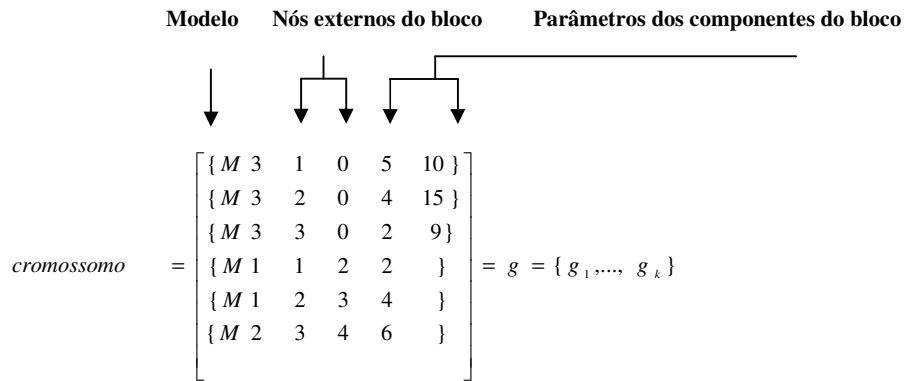 Modelo Nós externos do bloco Parâmetros dos componentes do bloco
{ M 3 1 0 5 10 }
{ M 3 2 0 4 15 }
{ M 3 3 0 2 9}
cromossomo = { M 1 1 2 2 } = g = { g 1 ,..., g k }
{ M 1 2 3 4 }
{ M 2 3 4 6 }